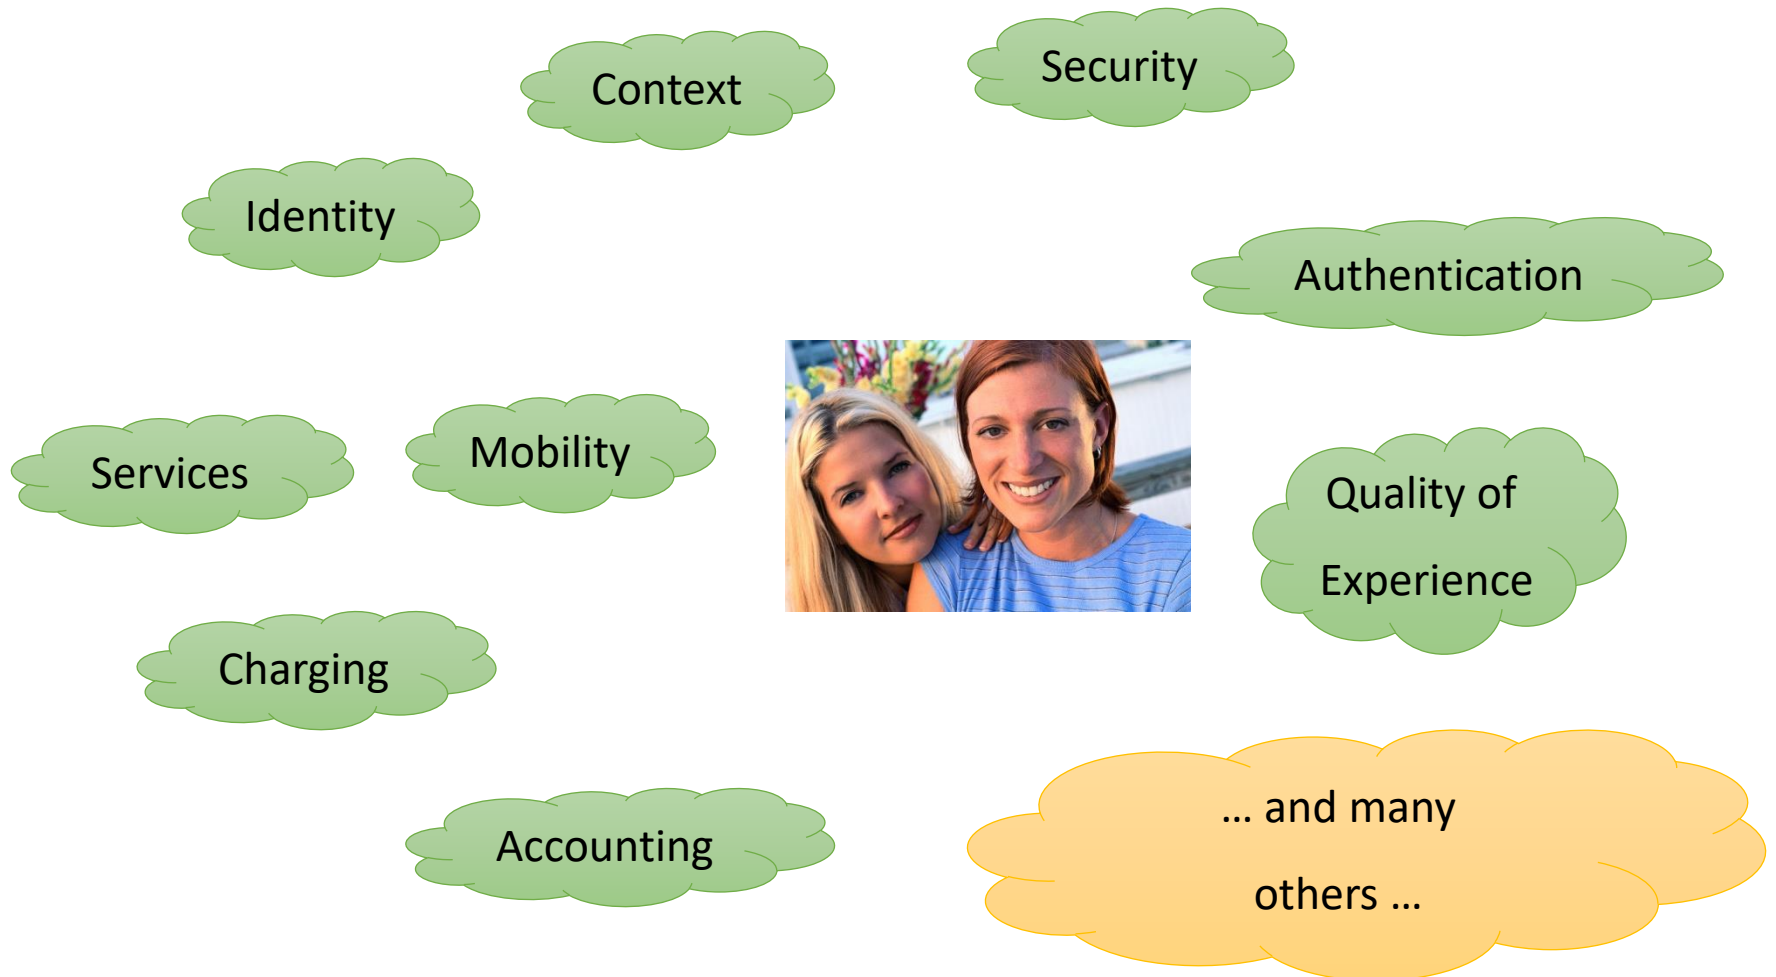 Context
Security
Identity
Authentication
Services
Mobility
Quality of
Experience
Charging
Accounting
... and many
others ...